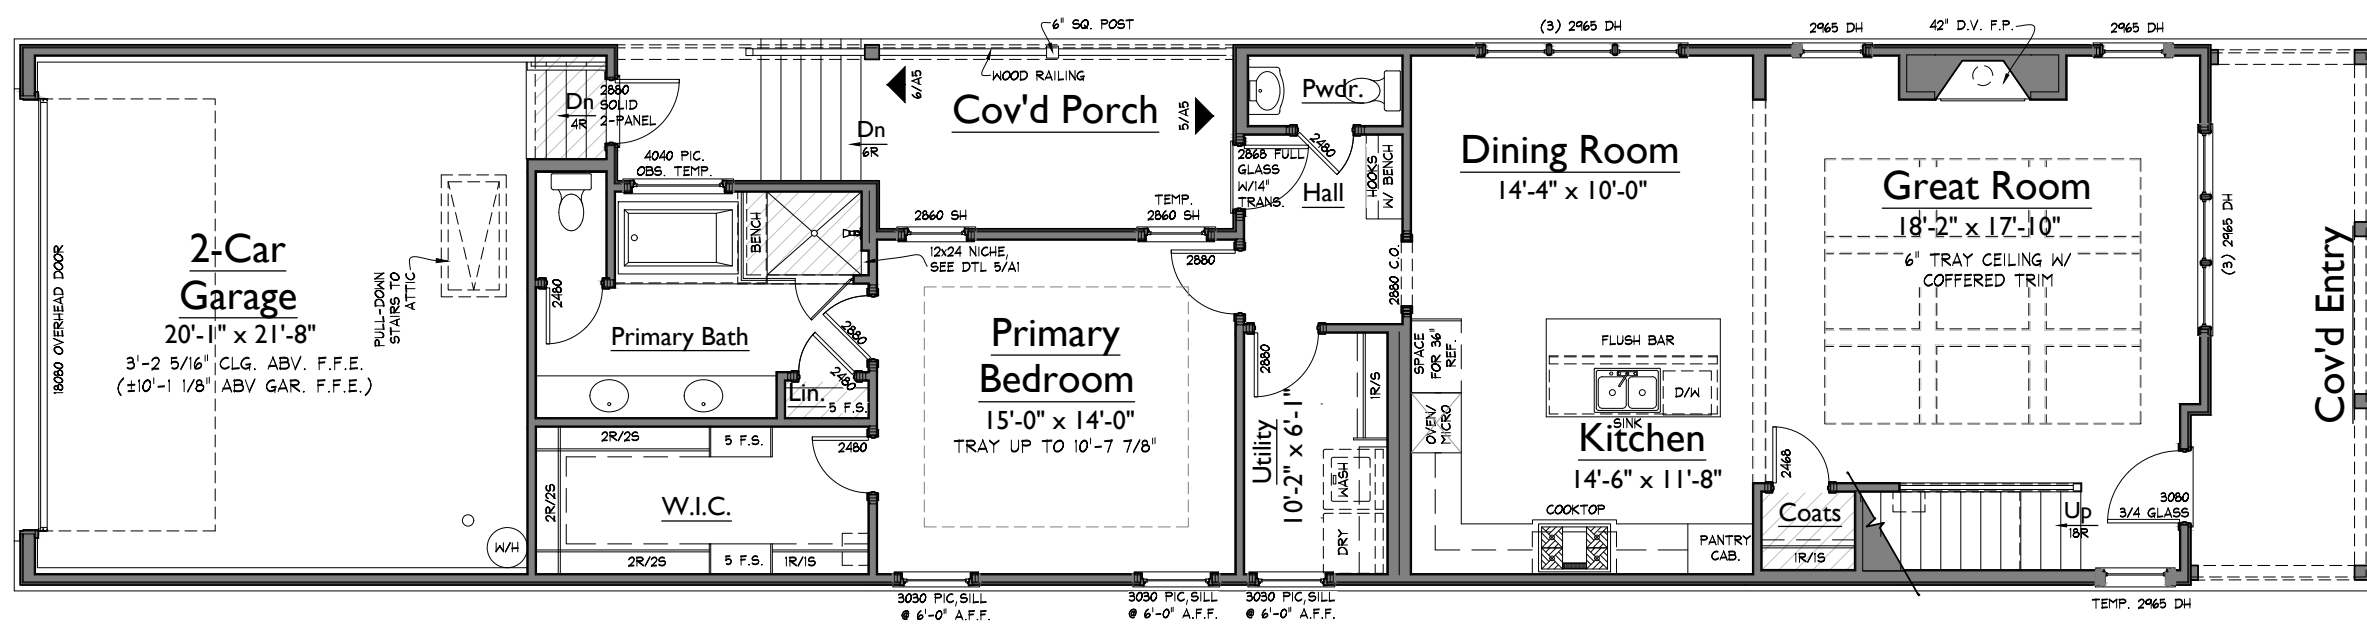 6" SQ. POST
(3) 2965 DH
2965 DH
42" D.V. F.P.
2965 DH
WOOD RAILING
6/A5
Cov'd Porch
5/A5
Pwdr.
Dn
4R
2880
SOLID
2-PANEL
Dn
6R
4040 PIC.
OBS. TEMP.
2480
2868 FULL
GLASS
W/14"
TRANS.
Hall
HOOKS
W/ BENCH
Dining Room
14'-4" x 10'-0"
Great Room
18'-2" x 17'-10"
6" TRAY CEILING W/
COFFERED TRIM
(3) 2965 DH
Cov'd Entry
BENCH
2860 SH
TEMP.
2860 SH
12x24 NICHE,
SEE DTL 5/A1
2880
2880 C.O.
18080 OVERHEAD DOOR
2-Car
Garage
20'-1" x 21'-8"
3'-2 5/16" CLG. ABV. F.F.E.
(±10'-1 1/8" ABV GAR. F.F.E.)
PULL-DOWN
STAIRS TO
ATTIC
2480
Primary Bath
2880
2480
Lin.
5 F.S.
Primary
Bedroom
15'-0" x 14'-0"
TRAY UP TO 10'-7 7/8"
2880
1R/S
Utility
10'-2" x 6'-1"
WASH
DRY
SPACE
FOR 36"
REF.
OVEN/
MICRO
FLUSH BAR
D/W
SINK
Kitchen
14'-6" x 11'-8"
COOKTOP
PANTRY
CAB.
2468
Coats
1R/1S
Up
18R
3080
3/4 GLASS
2R/2S
5 F.S.
2480
2R/2S
W.I.C.
2R/2S
5 F.S.
1R/1S
W/H
3030 PIC, SILL
@ 6'-0" A.F.F.
3030 PIC, SILL
@ 6'-0" A.F.F.
3030 PIC, SILL
@ 6'-0" A.F.F.
TEMP. 2965 DH